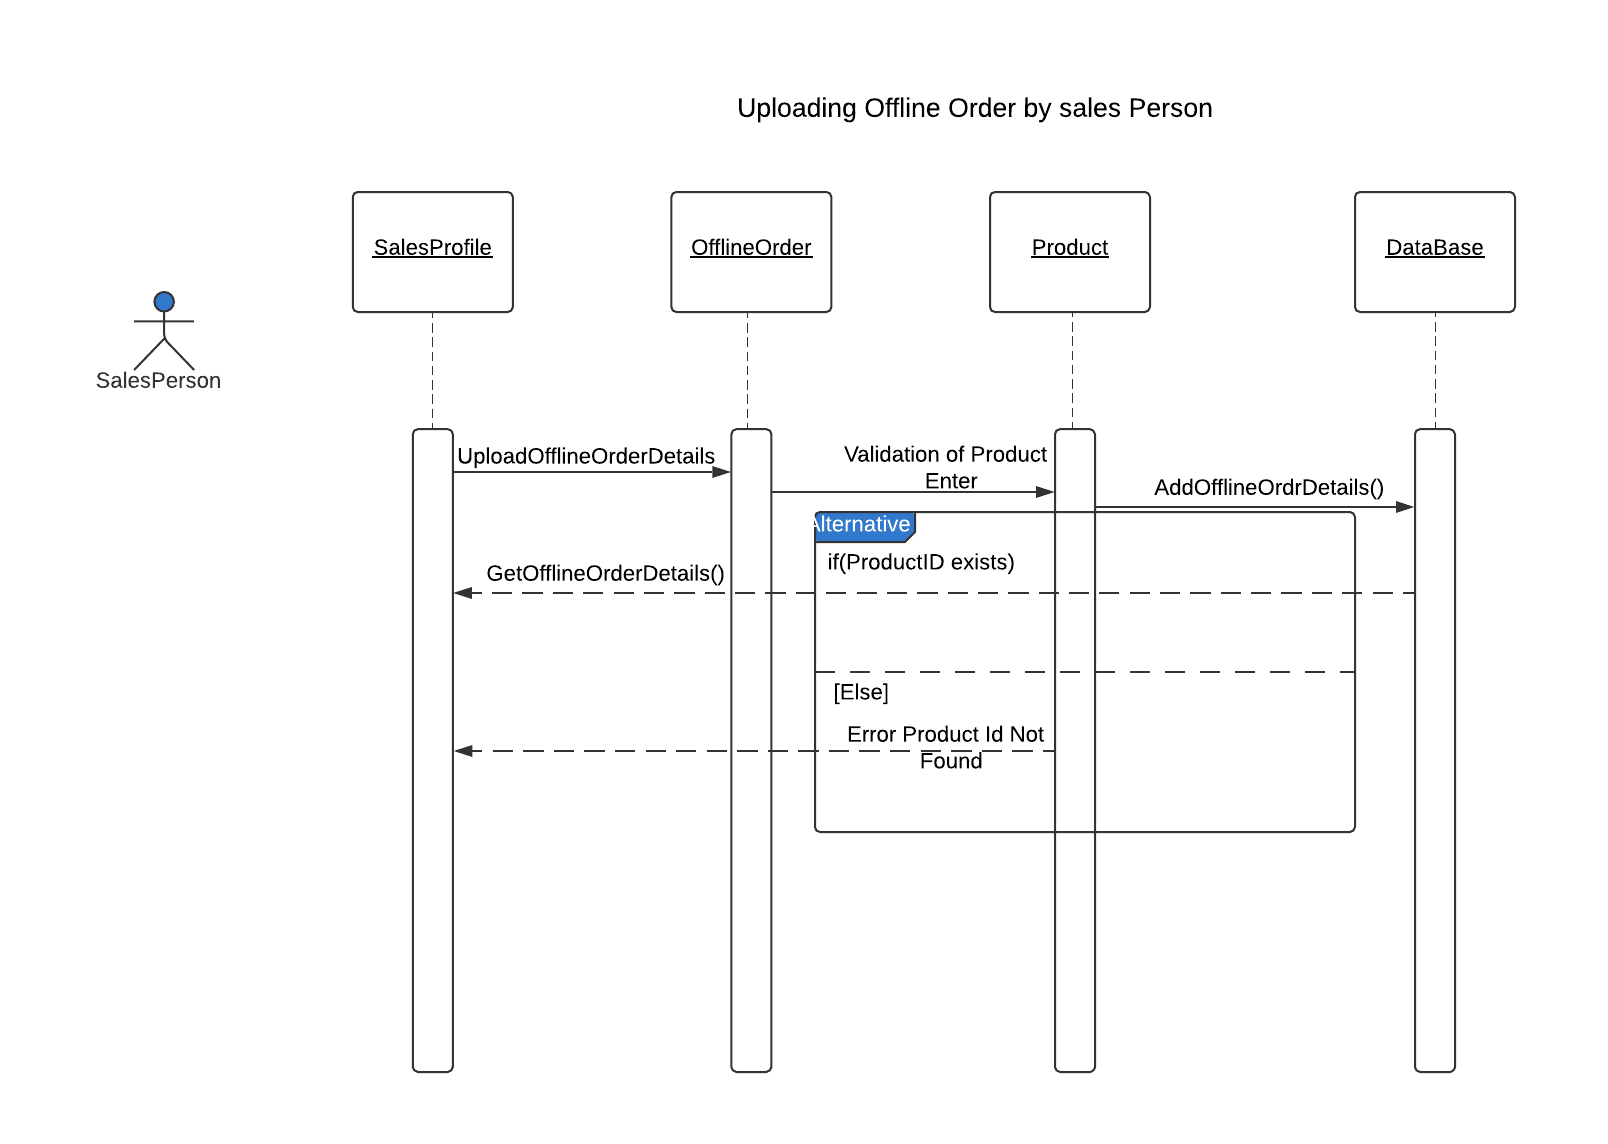 Uploading Offline Order by sales Person
SalesProfile
OfflineOrder
Product
DataBase
SalesPerson
UploadOfflineOrderDetails
Validation of Product
Enter
AddOfflineOrdrDetails()
Alternative
if(ProductID exists)
GetOfflineOrderDetails()
[Else]
Error Product Id Not
Found